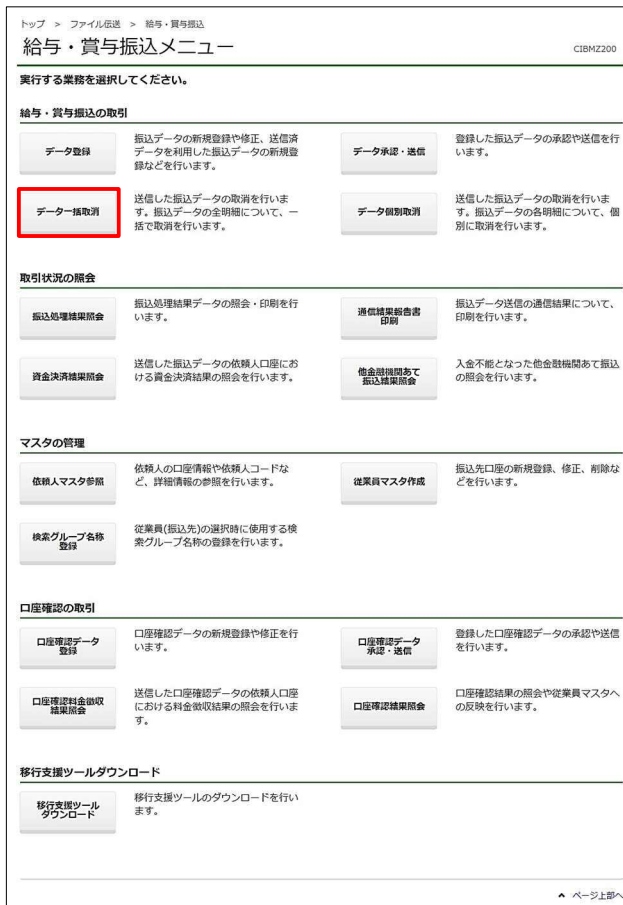 トップ > ファイル伝送 > 給与・賞与振込
給与・賞与振込メニュー
CIBMZ200
実行する業務を選択してください。
給与・賞与振込の取引
データ登録
振込データの新規登録や修正、送信済
データを利用した振込データの新規登
録などを行います。
データ承認・送信
登録した振込データの承認や送信を行
います。
データ一括取消
送信した振込データの取消を行いま
す。振込データの全明細について、一
括で取消を行います。
データ個別取消
送信した振込データの取消を行いま
す。振込データの各明細について、個
別に取消を行います。
取引状況の照会
振込処理結果照会
振込処理結果データの照会・印刷を行
います。
通信結果報告書
印刷
振込データ送信の通信結果について、
印刷を行います。
資金決済結果照会
送信した振込データの依頼人口座にお
ける資金決済結果の照会を行います。
他金融機関あて
振込結果照会
入金不能となった他金融機関あて振込
の照会を行います。
マスタの管理
依頼人マスタ参照
依頼人の口座情報や依頼人コードな
ど、詳細情報の参照を行います。
従業員マスタ作成
振込先口座の新規登録、修正、削除な
どを行います。
検索グループ名称
登録
従業員(振込先)の選択時に使用する検
索グループ名称の登録を行います。
口座確認の取引
口座確認データ
登録
口座確認データの新規登録や修正を行
います。
口座確認データ
承認・送信
登録した口座確認データの承認や送信
を行います。
口座確認料金徴収
結果照会
送信した口座確認データの依頼人口座
における料金徴収結果の照会を行いま
す。
口座確認結果照会
口座確認結果の照会や従業員マスタへ
の反映を行います。
移行支援ツールダウンロード
移行支援ツール
ダウンロード
移行支援ツールのダウンロードを行い
ます。
ページ上部へ